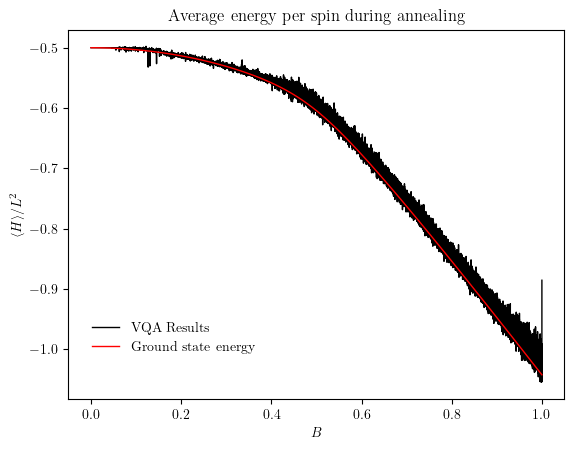 Average energy per spin during annealing
−0.5
−0.6
−0.7
−0.8
−0.9
−1.0
⟨H⟩/L²
VQA Results
Ground state energy
0.0 0.2 0.4 0.6 0.8 1.0
B